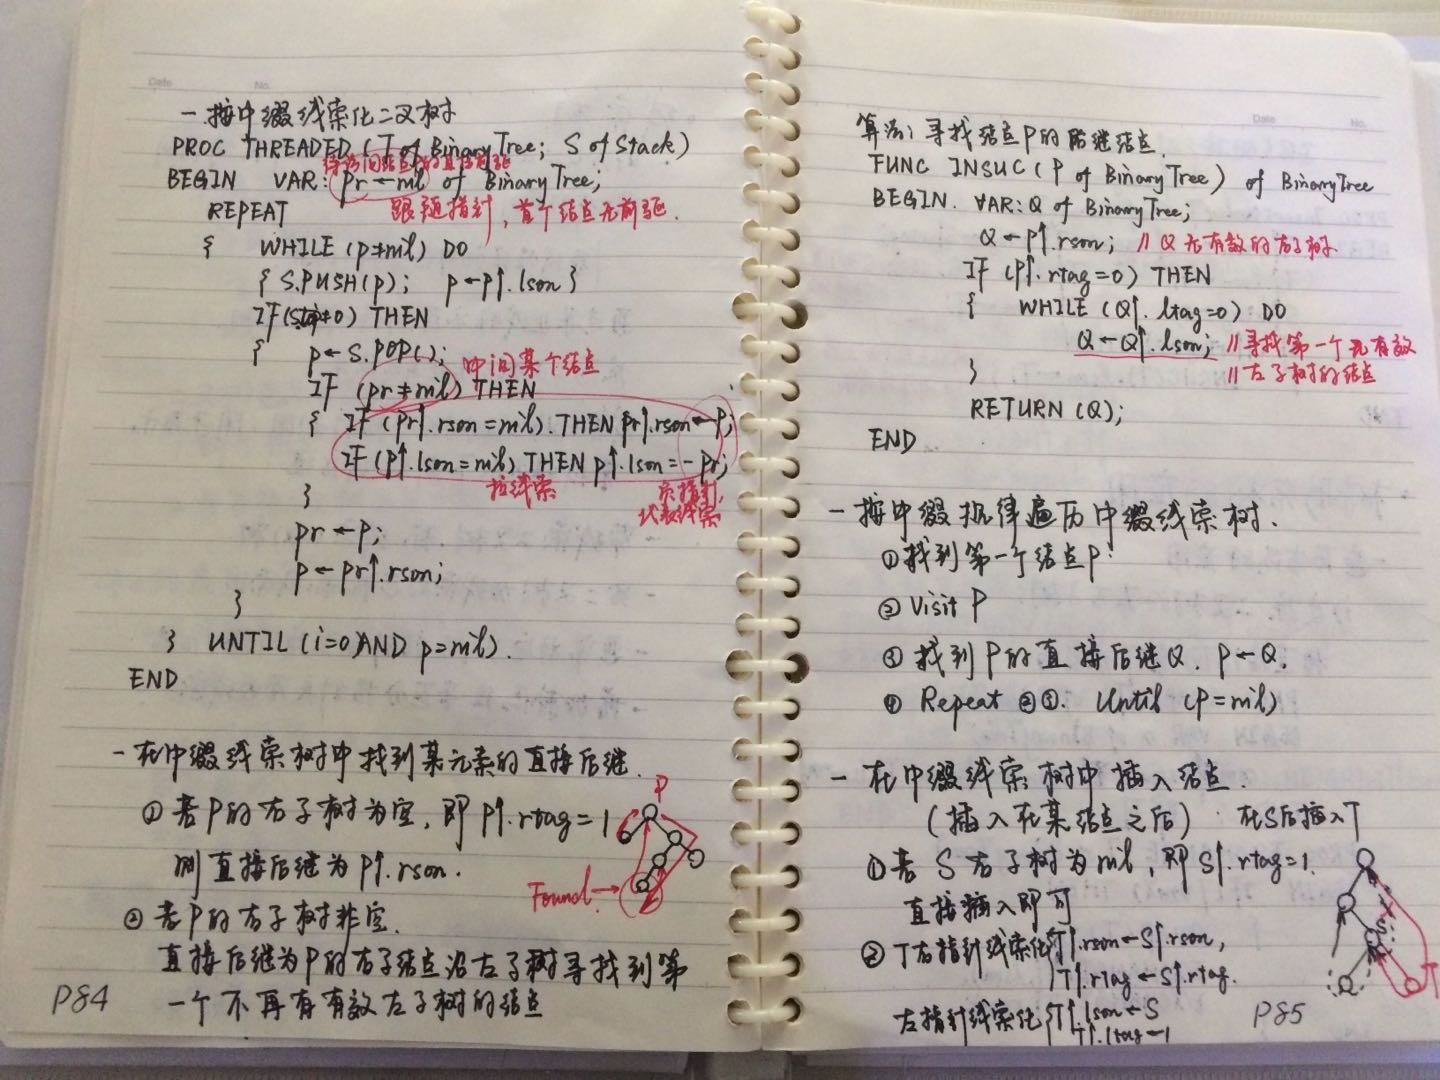 Date No.
- 按中缀线索化二叉树
PROC THREADED (T of BinaryTree; S of Stack)
BEGIN VAR: pr←nil of BinaryTree;
跟随指针, 首个结点无前驱.
REPEAT
{ WHILE (p≠nil) DO
{ S.PUSH(p); p←p↑.lson }
IF ( ≠0) THEN
{ p←S.POP();
中间某个结点
IF (pr≠nil) THEN
{ IF (pr↑.rson=nil). THEN pr↑.rson←p;
IF (p↑.lson=nil) THEN p↑.lson=-pr;
拉线索
负指针,
代表线索
}
pr←p;
p←pr↑.rson;
}
} UNTIL (i=0)AND p=nil).
END
- 在中缀线索树中找到某元素的直接后继.
① 若P的右子树为空, 即P↑.rtag=1
则直接后继为P↑.rson.
P
Found.
② 若P的右子树非空.
直接后继为P的右子结点沿左子树寻找到第
一个不再有有效左子树的结点
P84
Date No.
算法: 寻找结点P的后继结点.
FUNC INSUC (P of BinaryTree) of BinaryTree
BEGIN. VAR: Q of BinaryTree;
Q←P↑.rson; // Q无有效的右子树
IF (P↑.rtag=0) THEN
{ WHILE (Q↑.ltag=0) DO
Q←Q↑.lson; //寻找第一个无有效
} //左子树的结点
RETURN (Q);
END
- 按中缀规律遍历中缀线索树.
① 找到第一个结点P
② Visit P
③ 找到P的直接后继Q. P←Q.
④ Repeat ②③. Until (P=nil)
- 在中缀线索树中插入结点.
(插入在某结点之后) 在S后插入T
① 若S右子树为nil, 即S↑.rtag=1.
直接插入即可
② T右指针线索化{T↑.rson←S↑.rson,
T↑.rtag←S↑.rtag.
左指针线索化{T↑.lson←S
T↑.ltag←1
S
T
P85